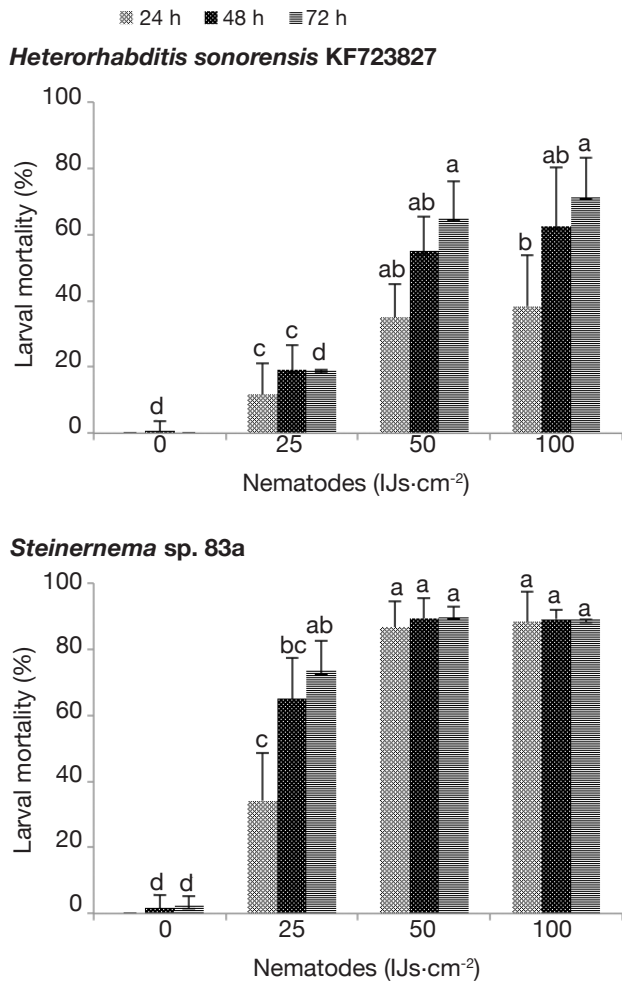 24 h 48 h 72 h
Heterorhabditis sonorensis KF723827
100
80
60
40
20
0
Larval mortality (%)
d
c c d
ab ab a
b ab a
0 25 50 100
Nematodes (IJs·cm⁻²)
Steinernema sp. 83a
100
80
60
40
20
0
Larval mortality (%)
d d
c bc ab
a a a
a a a
0 25 50 100
Nematodes (IJs·cm⁻²)